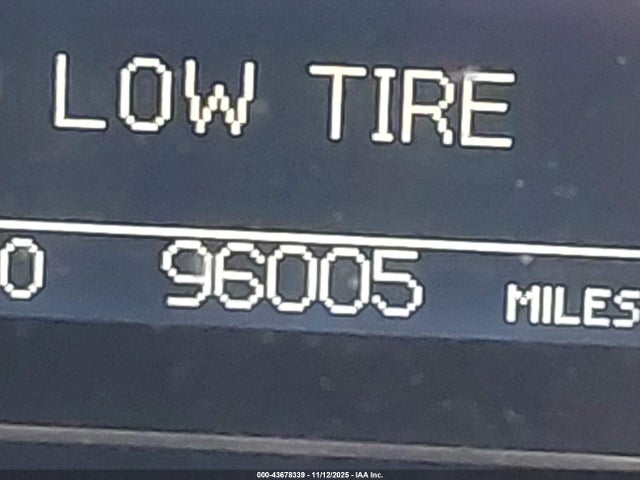 LOW TIRE
0 96005 MILES
000-43678339 - 11/12/2025 - IAA Inc.